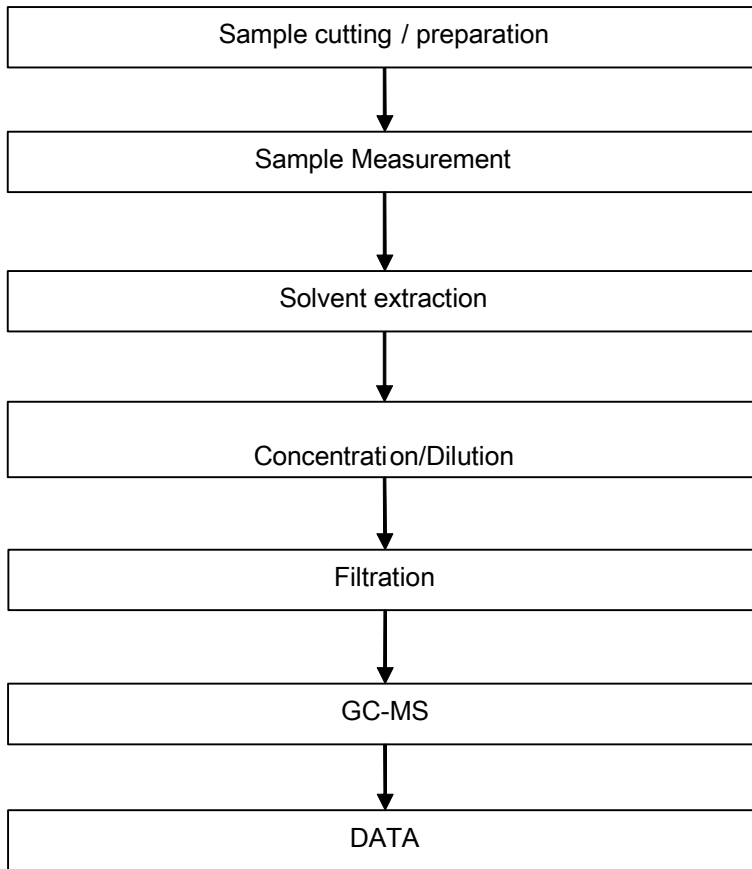 Sample cutting / preparation
Sample Measurement
Solvent extraction
Concentration/Dilution
Filtration
GC-MS
DATA